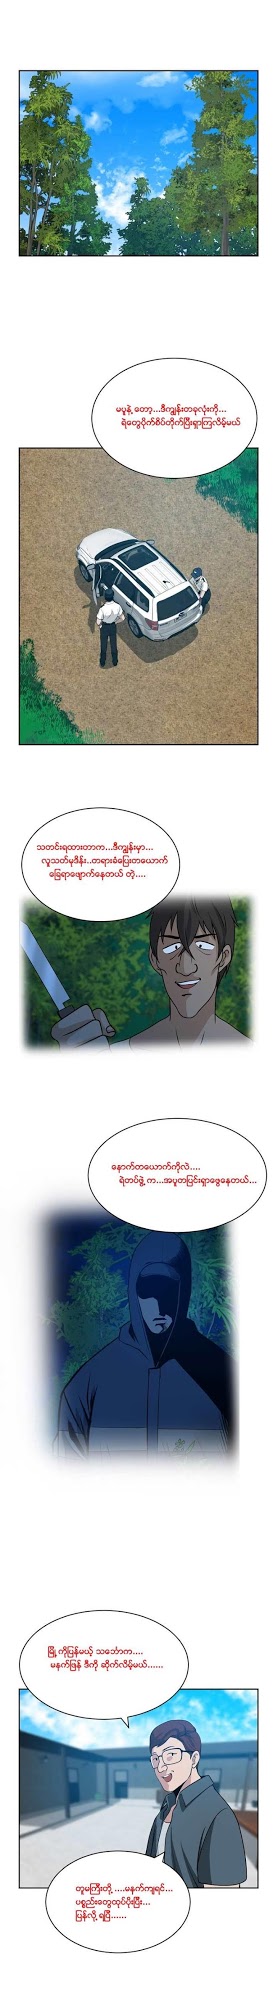 မပူနဲ့ တော့...ဒီကျွန်းတခုလုံးကို...
ရဲတွေပိုက်စိပ်တိုက်ပြီးရှာကြလိမ့်မယ်
သတင်းရထားတာက...ဒီကျွန်းမှာ...
လူသတ်မုဒိန်း..တရားခံပြေးတယောက်
ခြေရာဖျောက်နေတယ် တဲ့....
နောက်တယောက်ကိုလဲ....
ရဲတပ်ဖွဲ့ က...အပူတပြင်းရှာဖွေနေတယ်...
မြို့ ကိုပြန်မယ့် သင်္ဘောက....
မနက်ဖြန် ဒီကို ဆိုက်လိမ့်မယ်......
တူမကြီးတို့ ....မနက်ကျရင်...
ပစ္စည်းတွေထုပ်ပိုးပြီး...
ပြန်လို့ ရပြီ......